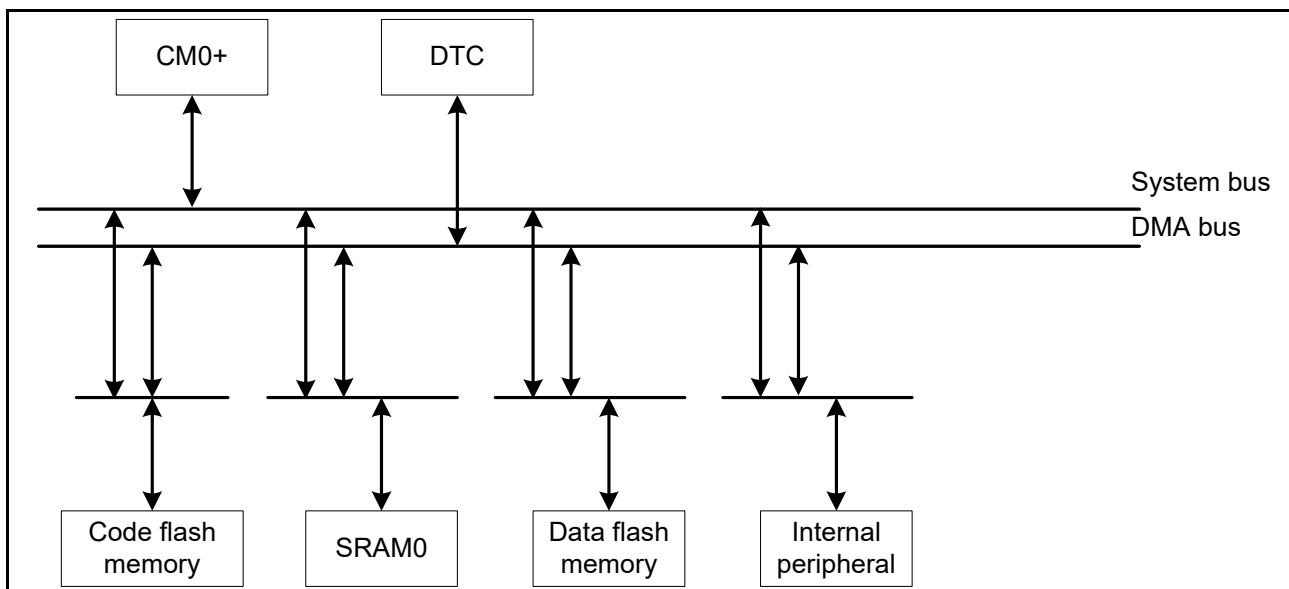 CM0+
DTC
System bus
DMA bus
Code flash
memory
SRAM0
Data flash
memory
Internal
peripheral